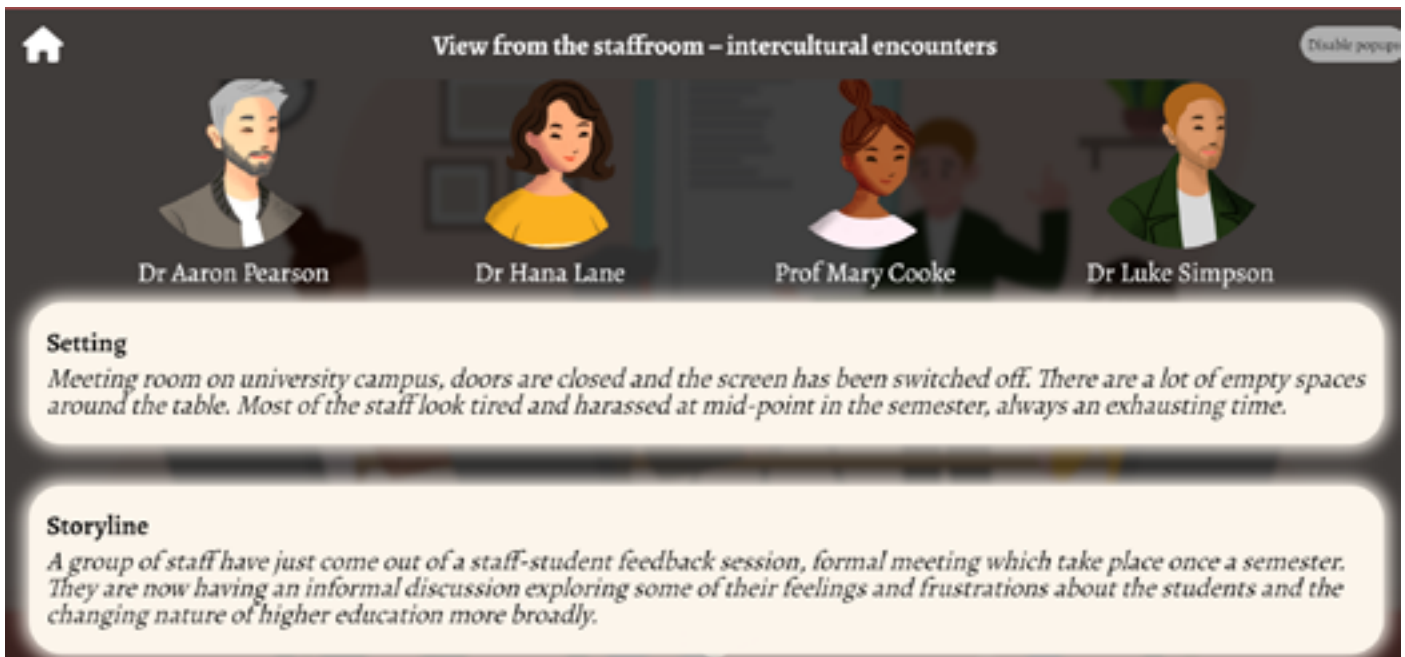 View from the staffroom – intercultural encounters
Disable popups
Dr Aaron Pearson
Dr Hana Lane
Prof Mary Cooke
Dr Luke Simpson
Setting
Meeting room on university campus, doors are closed and the screen has been switched off. There are a lot of empty spaces
around the table. Most of the staff look tired and harassed at mid-point in the semester, always an exhausting time.
Storyline
A group of staff have just come out of a staff-student feedback session, formal meeting which take place once a semester.
They are now having an informal discussion exploring some of their feelings and frustrations about the students and the
changing nature of higher education more broadly.